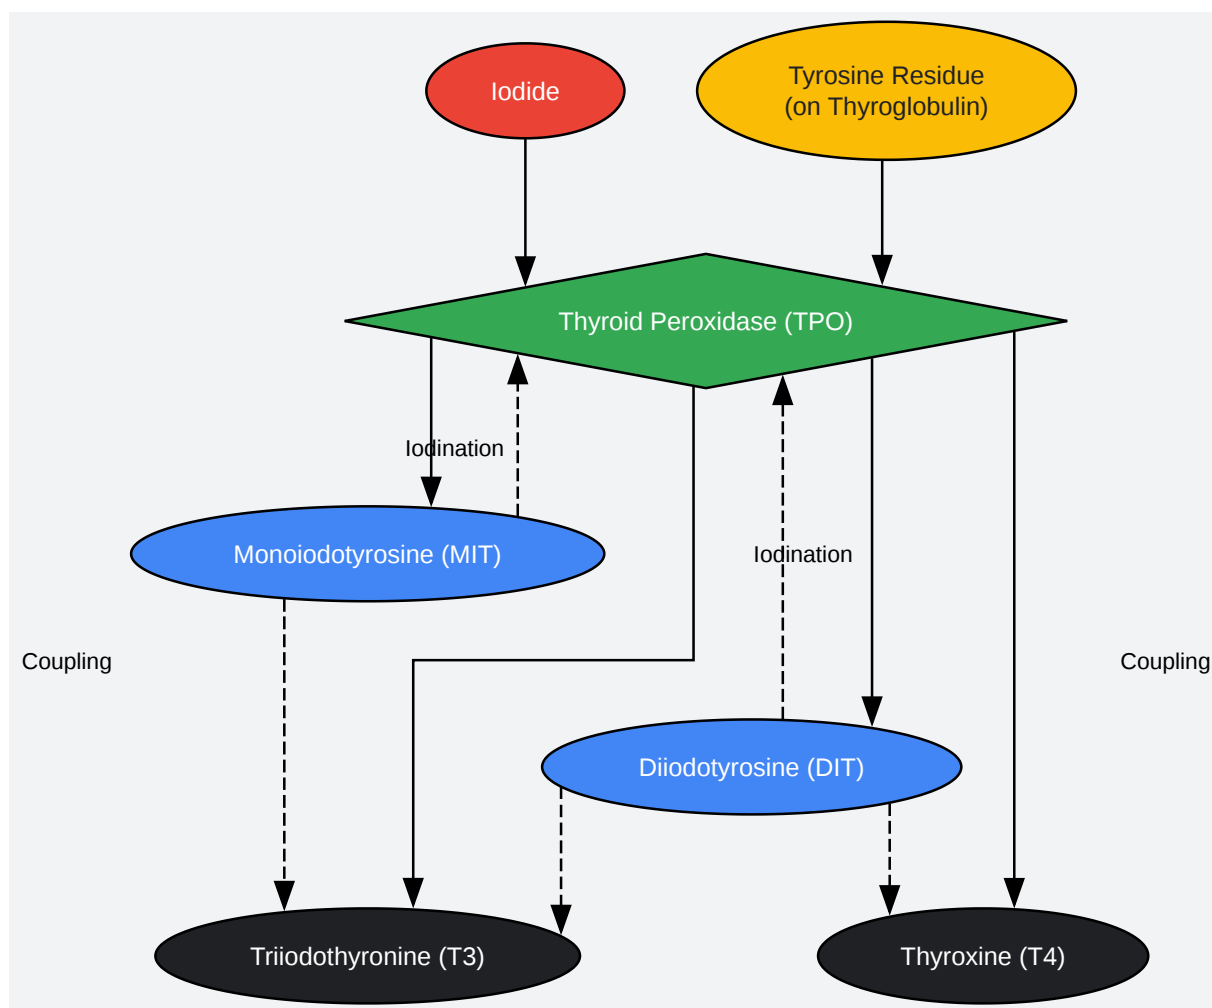 Iodide
Tyrosine Residue
(on Thyroglobulin)
Thyroid Peroxidase (TPO)
Iodination
Monoiodotyrosine (MIT)
Iodination
Coupling
Coupling
Diiodotyrosine (DIT)
Triiodothyronine (T3)
Thyroxine (T4)